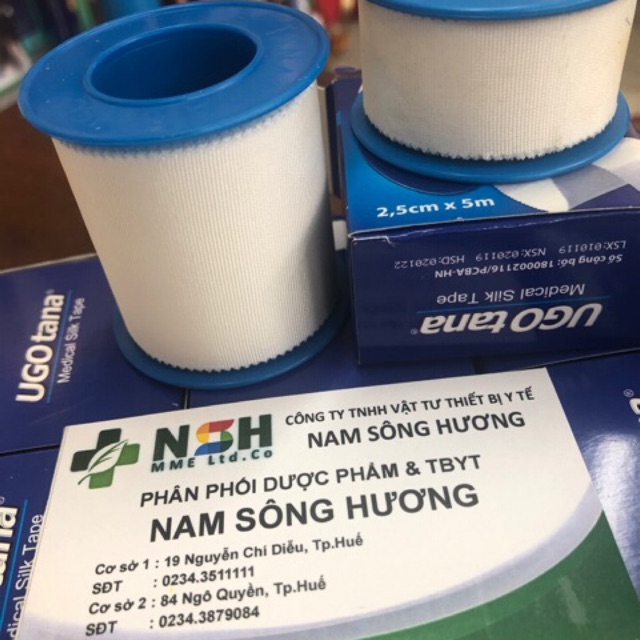 2,5cm x 5m
Số công bố: 180002116/PCBA-HN
LSX:010119 NSX:020119 HSD:020122
Medical Silk Tape
UGOtana®
UGOtana®
Medical Silk Tape
NSH
MME Ltd.Co
CÔNG TY TNHH VẬT TƯ THIẾT BỊ Y TẾ
NAM SÔNG HƯƠNG
PHÂN PHỐI DƯỢC PHẨM & TBYT
NAM SÔNG HƯƠNG
Cơ sở 1 : 19 Nguyễn Chí Diễu, Tp.Huế
SĐT : 0234.3511111
Cơ sở 2 : 84 Ngô Quyền, Tp.Huế
SĐT : 0234.3879084
Silk Tape